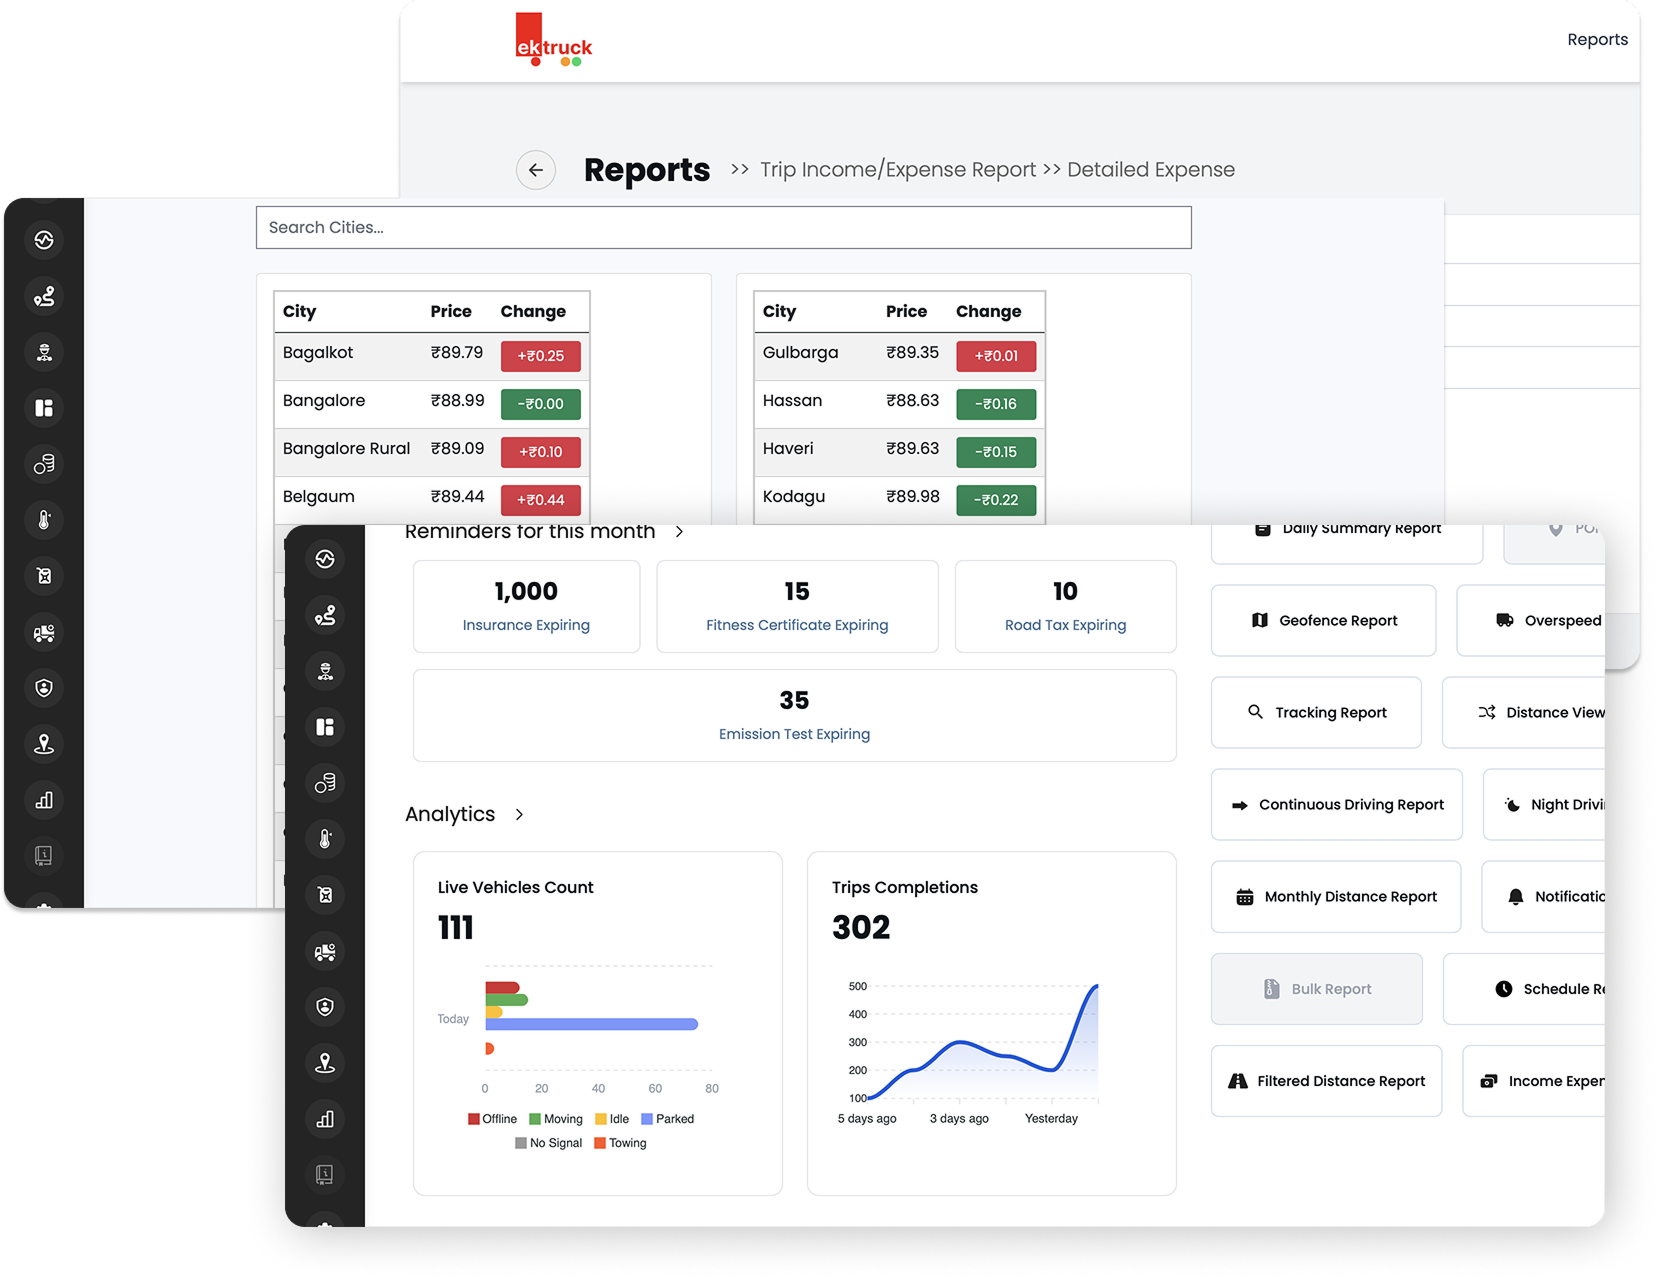 ektruck
Reports
Reports >> Trip Income/Expense Report >> Detailed Expense
Search Cities...
City Price Change
Bagalkot ₹89.79 +₹0.25
Bangalore ₹88.99 -₹0.00
Bangalore Rural ₹89.09 +₹0.10
Belgaum ₹89.44 +₹0.44
City Price Change
Gulbarga ₹89.35 +₹0.01
Hassan ₹88.63 -₹0.16
Haveri ₹89.63 -₹0.15
Kodagu ₹89.98 -₹0.22
Reminders for this month
1,000
Insurance Expiring
15
Fitness Certificate Expiring
10
Road Tax Expiring
35
Emission Test Expiring
Analytics
Live Vehicles Count
111
Today
0 20 40 60 80
Offline Moving Idle Parked
No Signal Towing
Trips Completions
302
500
400
300
200
100
5 days ago 3 days ago Yesterday
Daily Summary Report
Geofence Report Overspeed
Tracking Report Distance View
Continuous Driving Report Night Drivi
Monthly Distance Report Notificatio
Bulk Report Schedule Re
Filtered Distance Report Income Expen